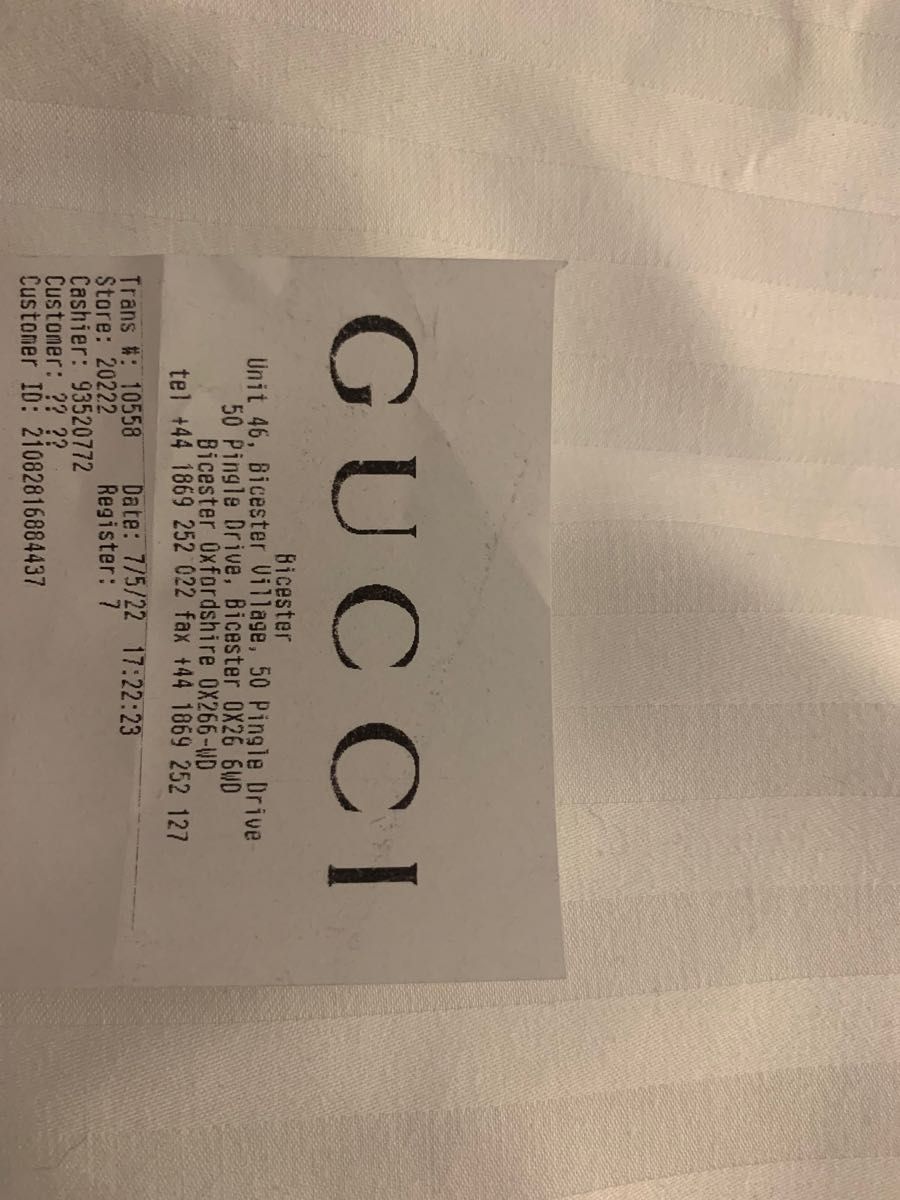 GUCCI
Bicester
Unit 46, Bicester Village, 50 Pingle Drive
50 Pingle Drive, Bicester OX26 6WD
Bicester Oxfordshire OX266-WD
tel +44 1869 252 022 fax +44 1869 252 127
Trans #: 10558 Date: 7/5/22 17:22:23
Store: 20222 Register: 7
Cashier: 93520772
Customer: ?? ??
Customer ID: 21082816884437